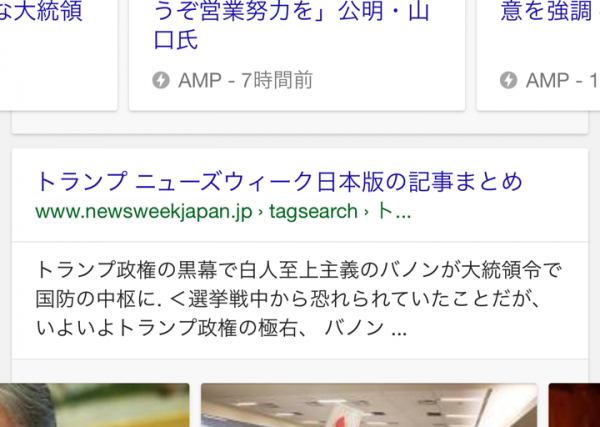 な大統領
うぞ営業努力を」公明・山
口氏
AMP - 7時間前
意を強調
AMP - 1
トランプ ニューズウィーク日本版の記事まとめ
www.newsweekjapan.jp › tagsearch › ト...
トランプ政権の黒幕で白人至上主義のバノンが大統領令で
国防の中枢に. ＜選挙戦中から恐れられていたことだが、
いよいよトランプ政権の極右、 バノン ...